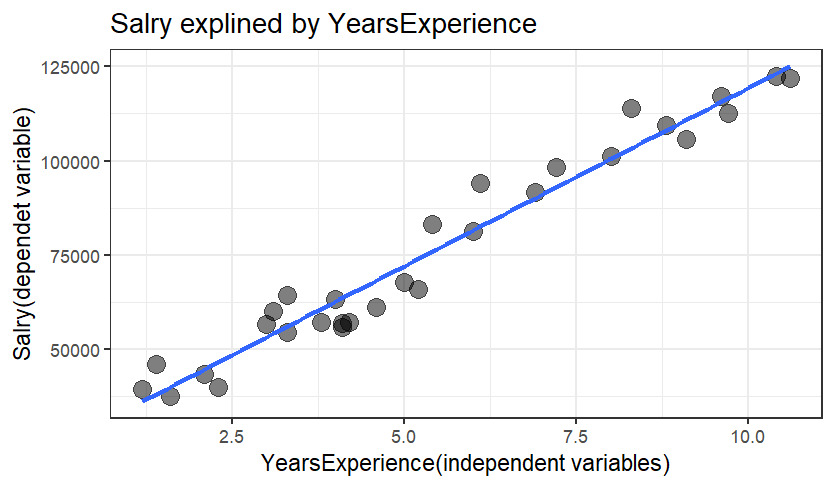 Salry explined by YearsExperience
125000
100000
75000
50000
Salry(dependet variable)
2.5
5.0
7.5
10.0
YearsExperience(independent variables)